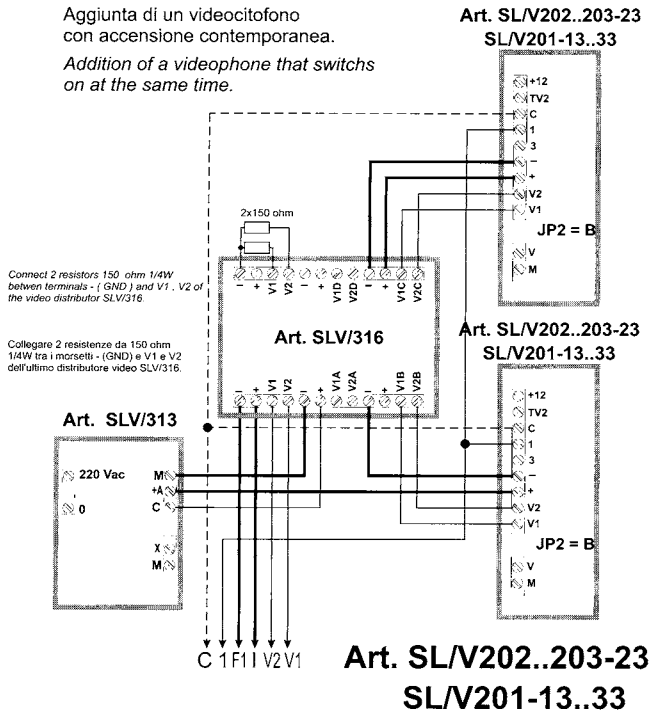 Aggiunta di un videocitofono
con accensione contemporanea.
Addition of a videophone that switchs
on at the same time.
Art. SL/V202..203-23
SL/V201-13..33
+12
TV2
C
1
3
–
+
V2
V1
JP2 = B
V
M
2x150 ohm
Connect 2 resistors 150 ohm 1/4W
betwen terminals - ( GND ) and V1 , V2 of
the video distributor SLV/316.
– + V1 V2 – + V1D V2D – + V1C V2C
Art. SLV/316
Collegare 2 resistenze da 150 ohm
1/4W tra i morsetti - (GND) e V1 e V2
dell'ultimo distributore video SLV/316.
– + V1 V2 – + V1A V2A – + V1B V2B
Art. SL/V202..203-23
SL/V201-13..33
+12
TV2
C
1
3
–
+
V2
V1
JP2 = B
V
M
Art. SLV/313
220 Vac
0
M
+A
C
X
M
C 1 F1 I V2 V1
Art. SL/V202..203-23
SL/V201-13..33